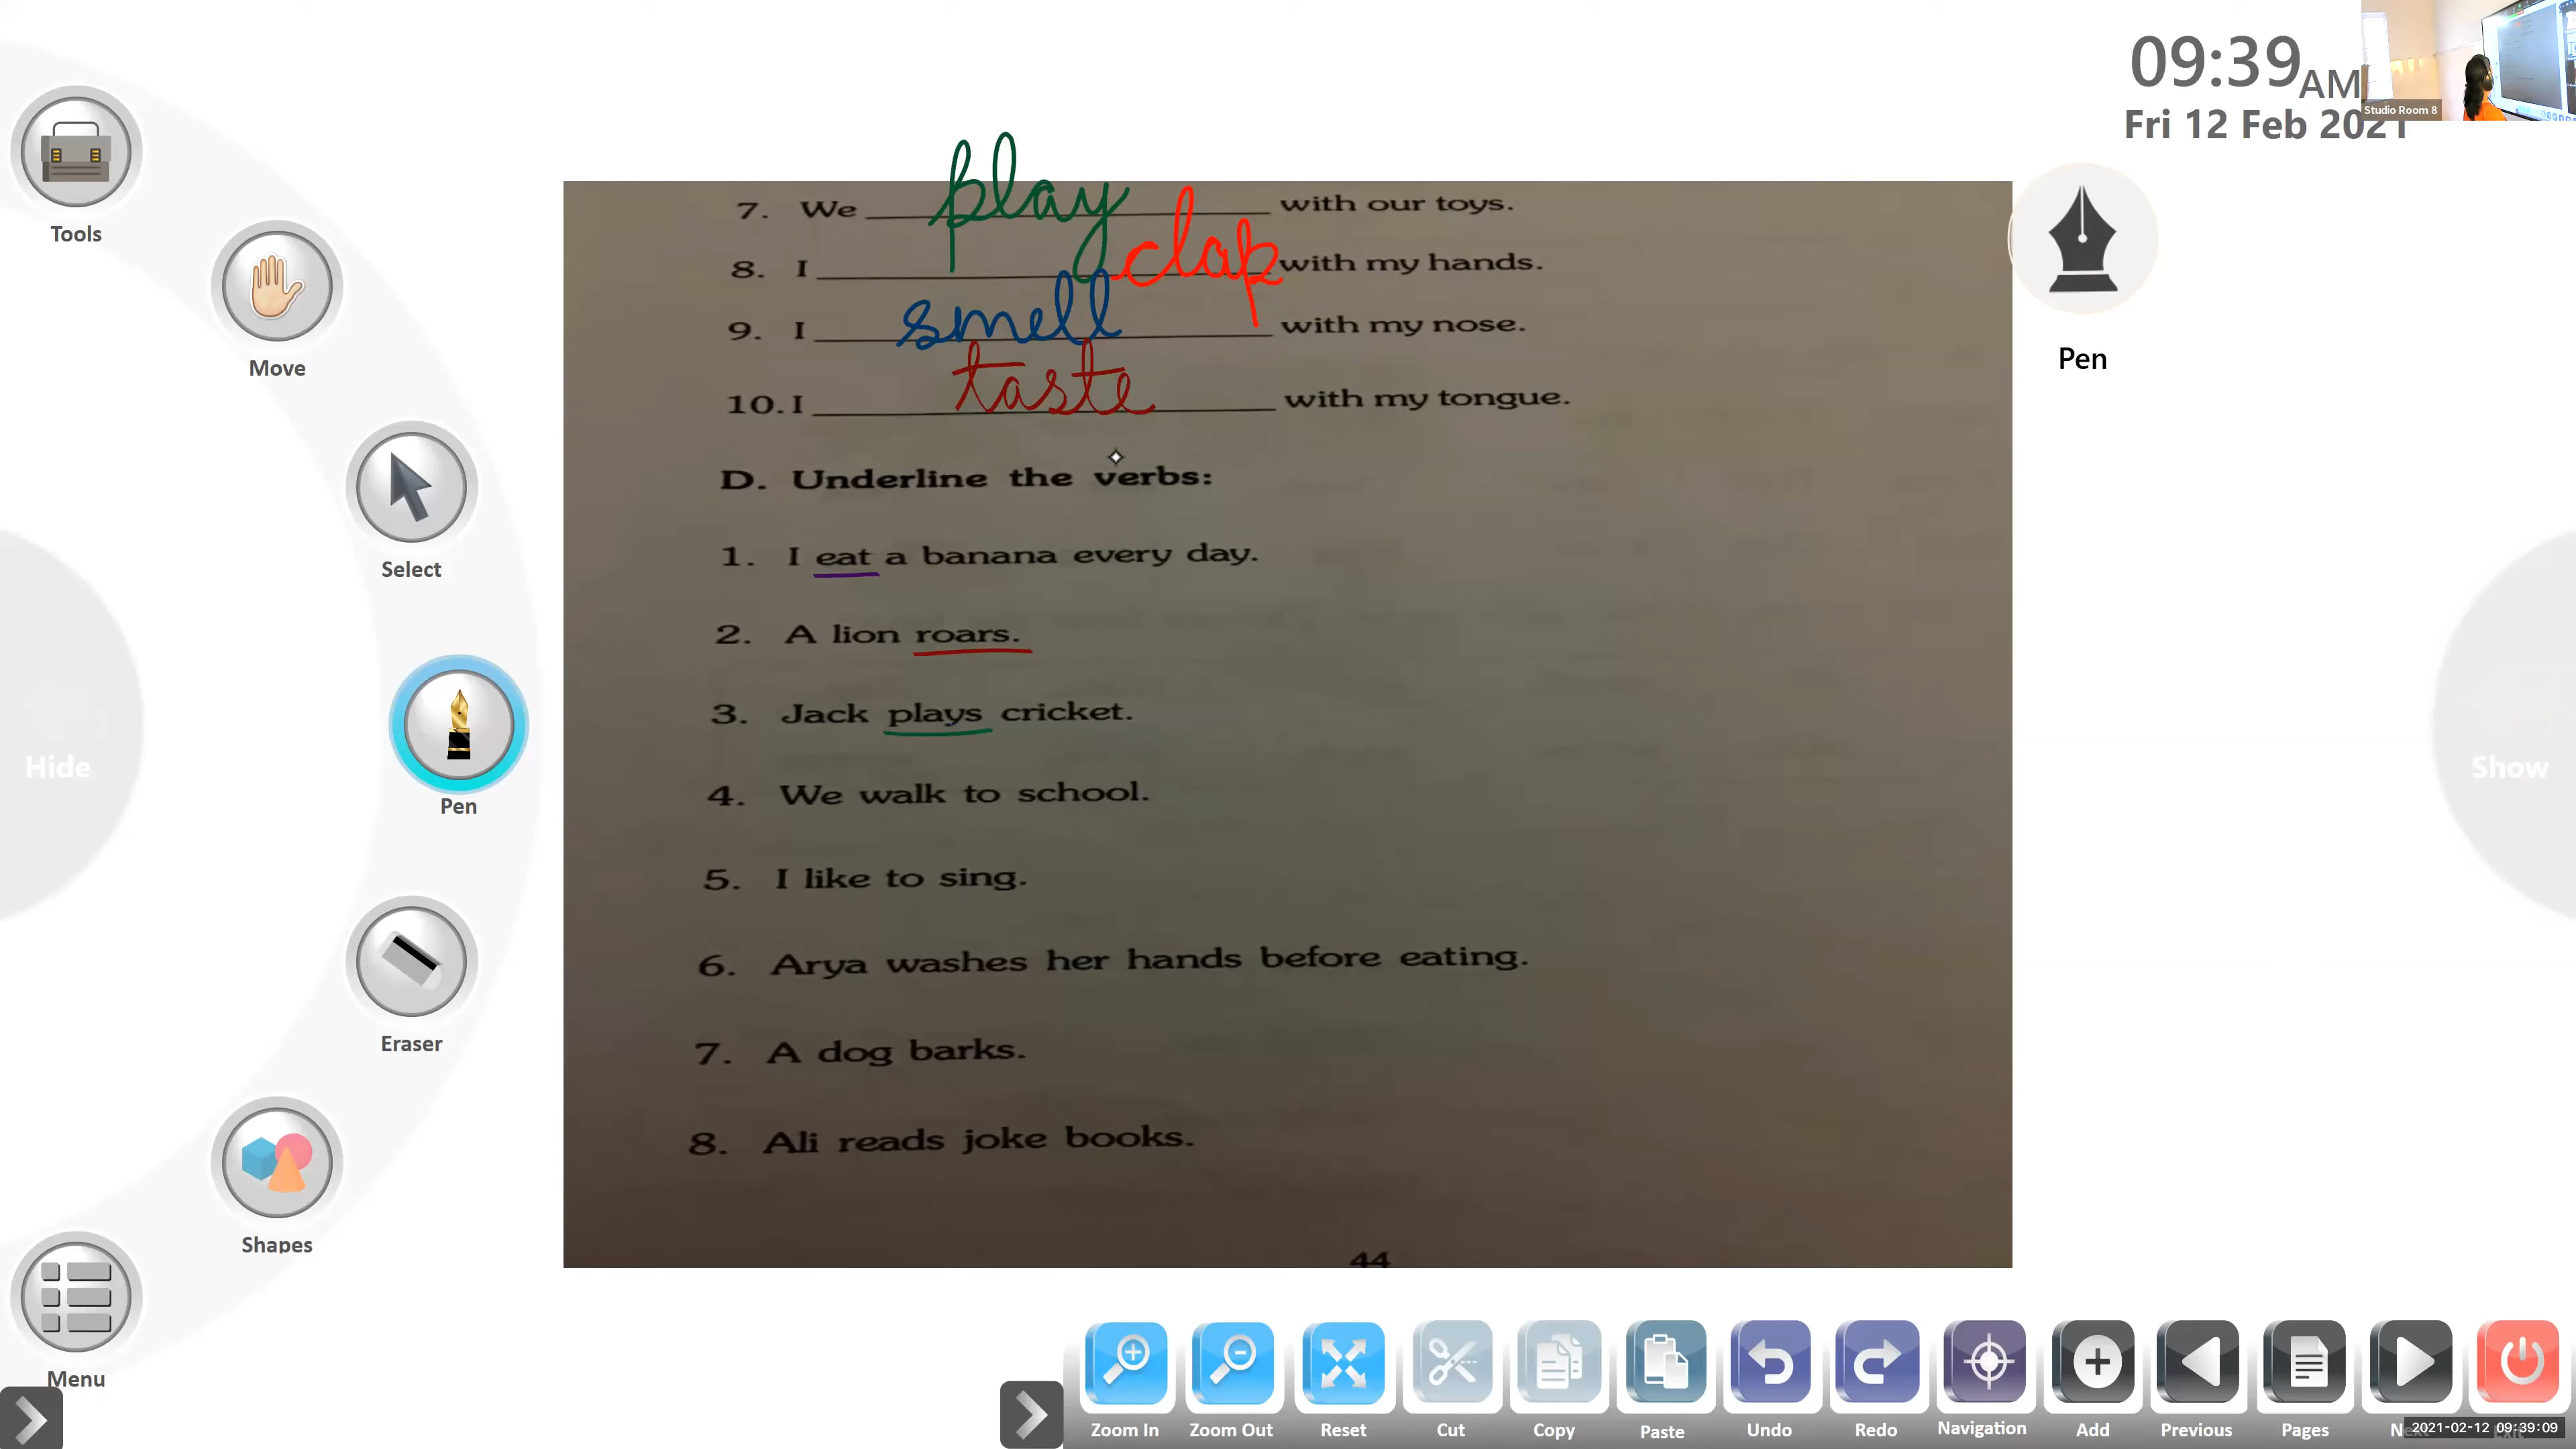 09:39 AM
Fri 12 Feb 2021
Studio Room 8
Tools
Move
Select
Hide
Pen
Eraser
Shapes
Menu
Pen
Show
7. We play with our toys.
8. I clap with my hands.
9. I smell with my nose.
10. I taste with my tongue.
D. Underline the verbs:
1. I eat a banana every day.
2. A lion roars.
3. Jack plays cricket.
4. We walk to school.
5. I like to sing.
6. Arya washes her hands before eating.
7. A dog barks.
8. Ali reads joke books.
44
Zoom In Zoom Out Reset Cut Copy Paste Undo Redo Navigation Add Previous Pages
2021-02-12 09:39:09